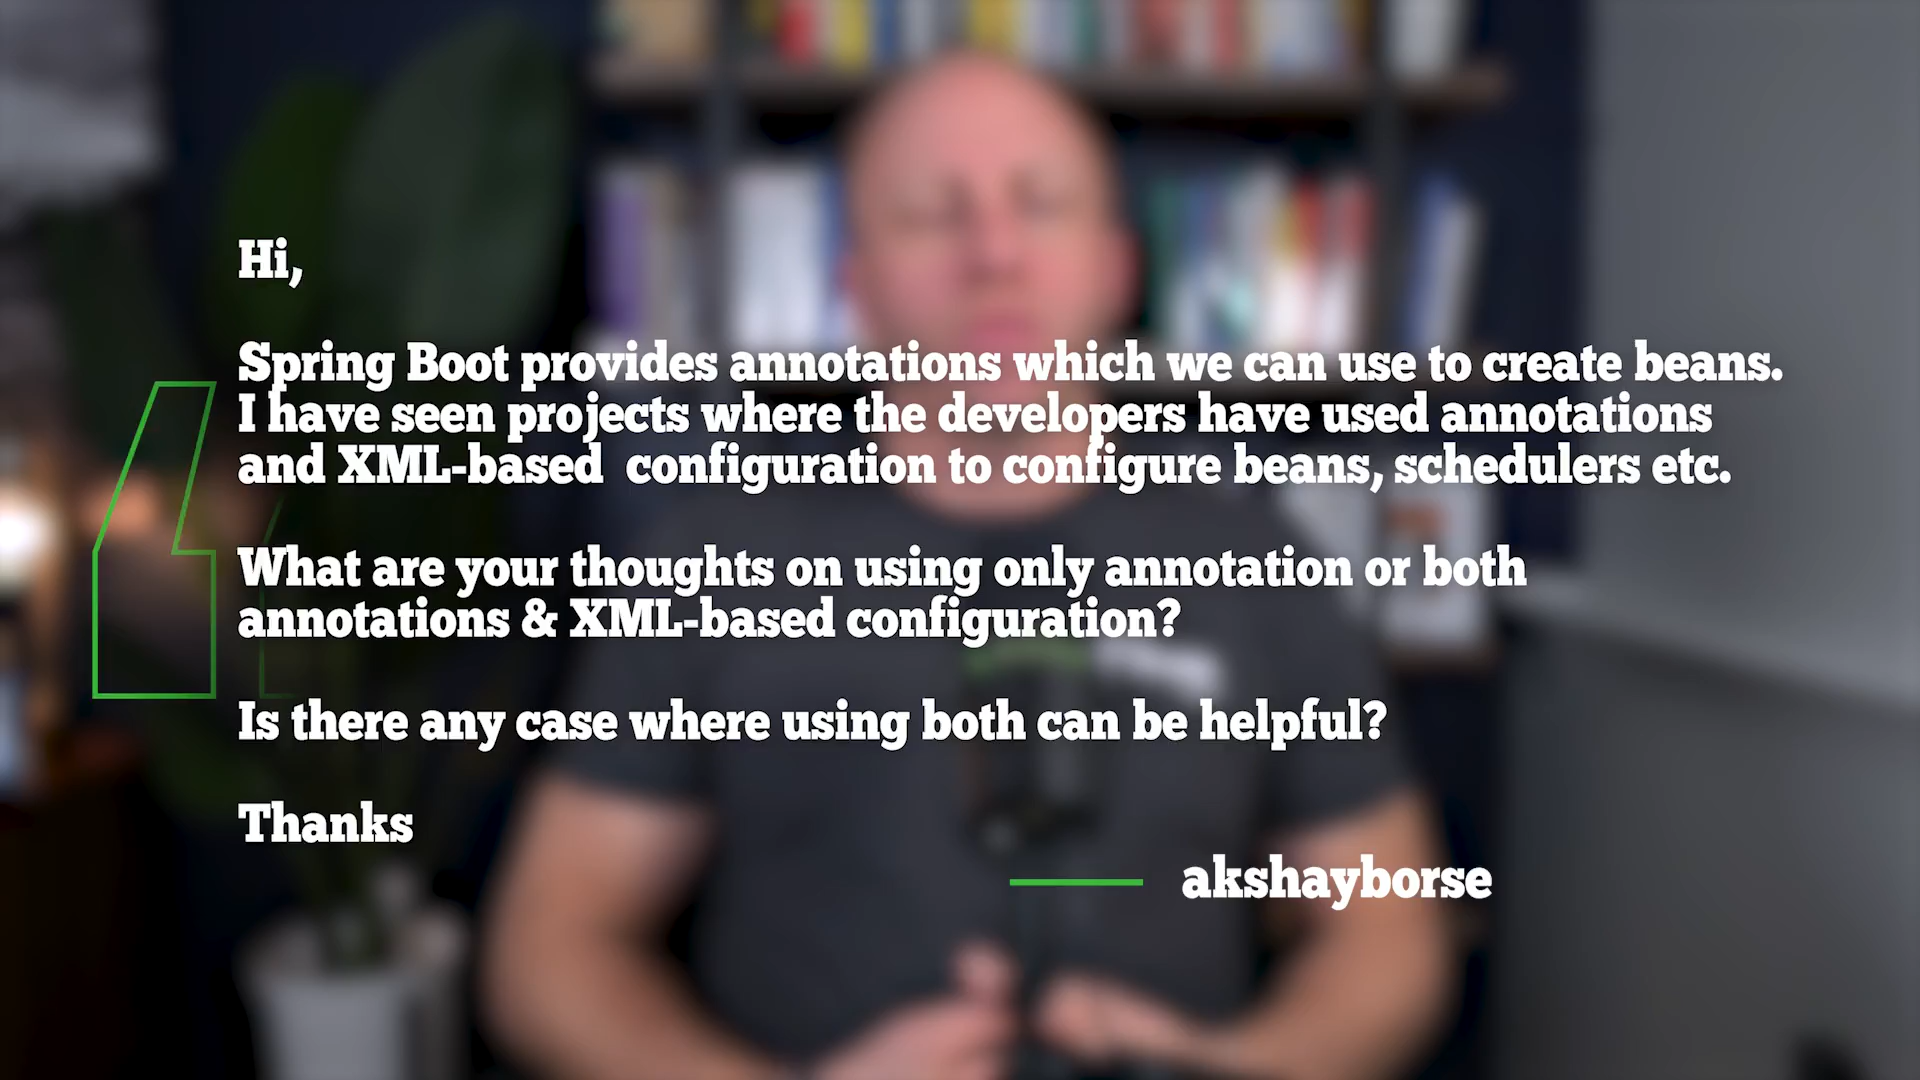 Hi,
Spring Boot provides annotations which we can use to create beans.
I have seen projects where the developers have used annotations
and XML-based  configuration to configure beans, schedulers etc.
What are your thoughts on using only annotation or both
annotations & XML-based configuration?
Is there any case where using both can be helpful?
Thanks
akshayborse